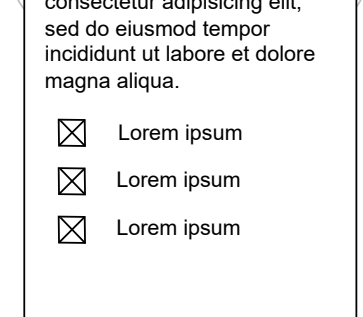 consectetur adipisicing elit,
sed do eiusmod tempor
incididunt ut labore et dolore
magna aliqua.
Lorem ipsum
Lorem ipsum
Lorem ipsum